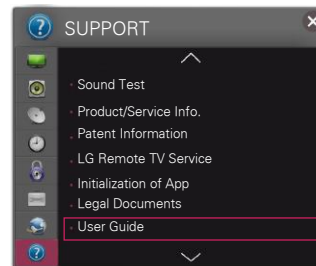 SUPPORT
Sound Test
Product/Service Info.
Patent Information
LG Remote TV Service
Initialization of App
Legal Documents
User Guide